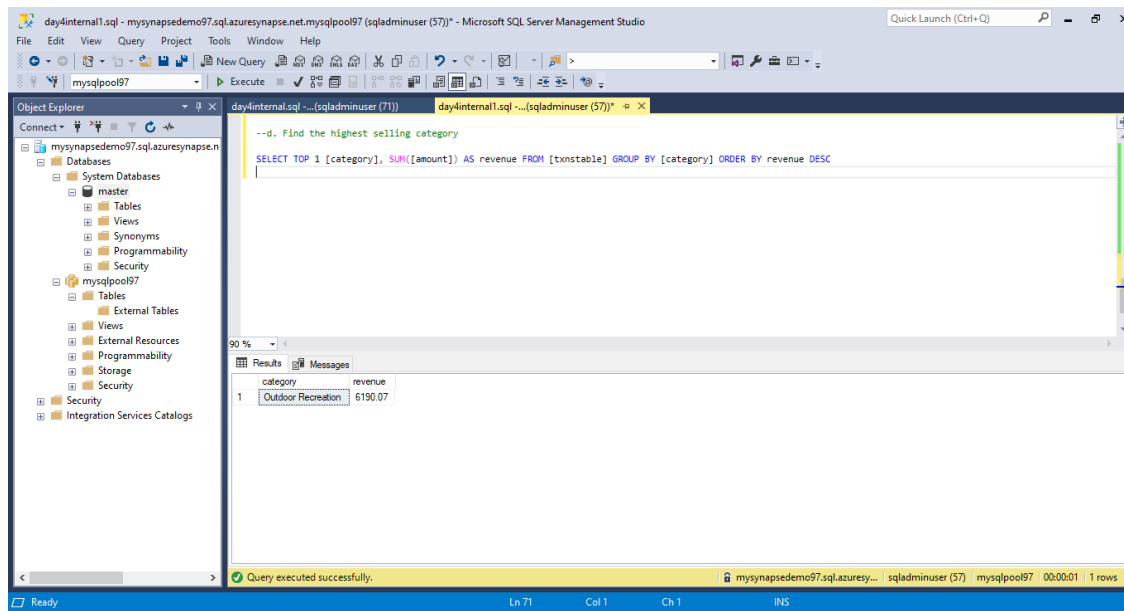 day4internal1.sql - mysynapsedemo97.sql.azuresynapse.net.mysqlpool97 (sqladminuser (57))* - Microsoft SQL Server Management Studio
Quick Launch (Ctrl+Q)
File Edit View Query Project Tools Window Help
New Query
mysqlpool97
Execute
Object Explorer
day4internal.sql -...(sqladminuser (71))
day4internal1.sql -...(sqladminuser (57))*
Connect
mysynapsedemo97.sql.azuresynapse.n
Databases
System Databases
master
Tables
Views
Synonyms
Programmability
Security
mysqlpool97
Tables
External Tables
Views
External Resources
Programmability
Storage
Security
Security
Integration Services Catalogs
--d. Find the highest selling category
SELECT TOP 1 [category], SUM([amount]) AS revenue FROM [txnstable] GROUP BY [category] ORDER BY revenue DESC
90 %
Results Messages
category revenue
1 Outdoor Recreation 6190.07
Query executed successfully.
mysynapsedemo97.sql.azuresy... sqladminuser (57) mysqlpool97 00:00:01 1 rows
Ready Ln 71 Col 1 Ch 1 INS